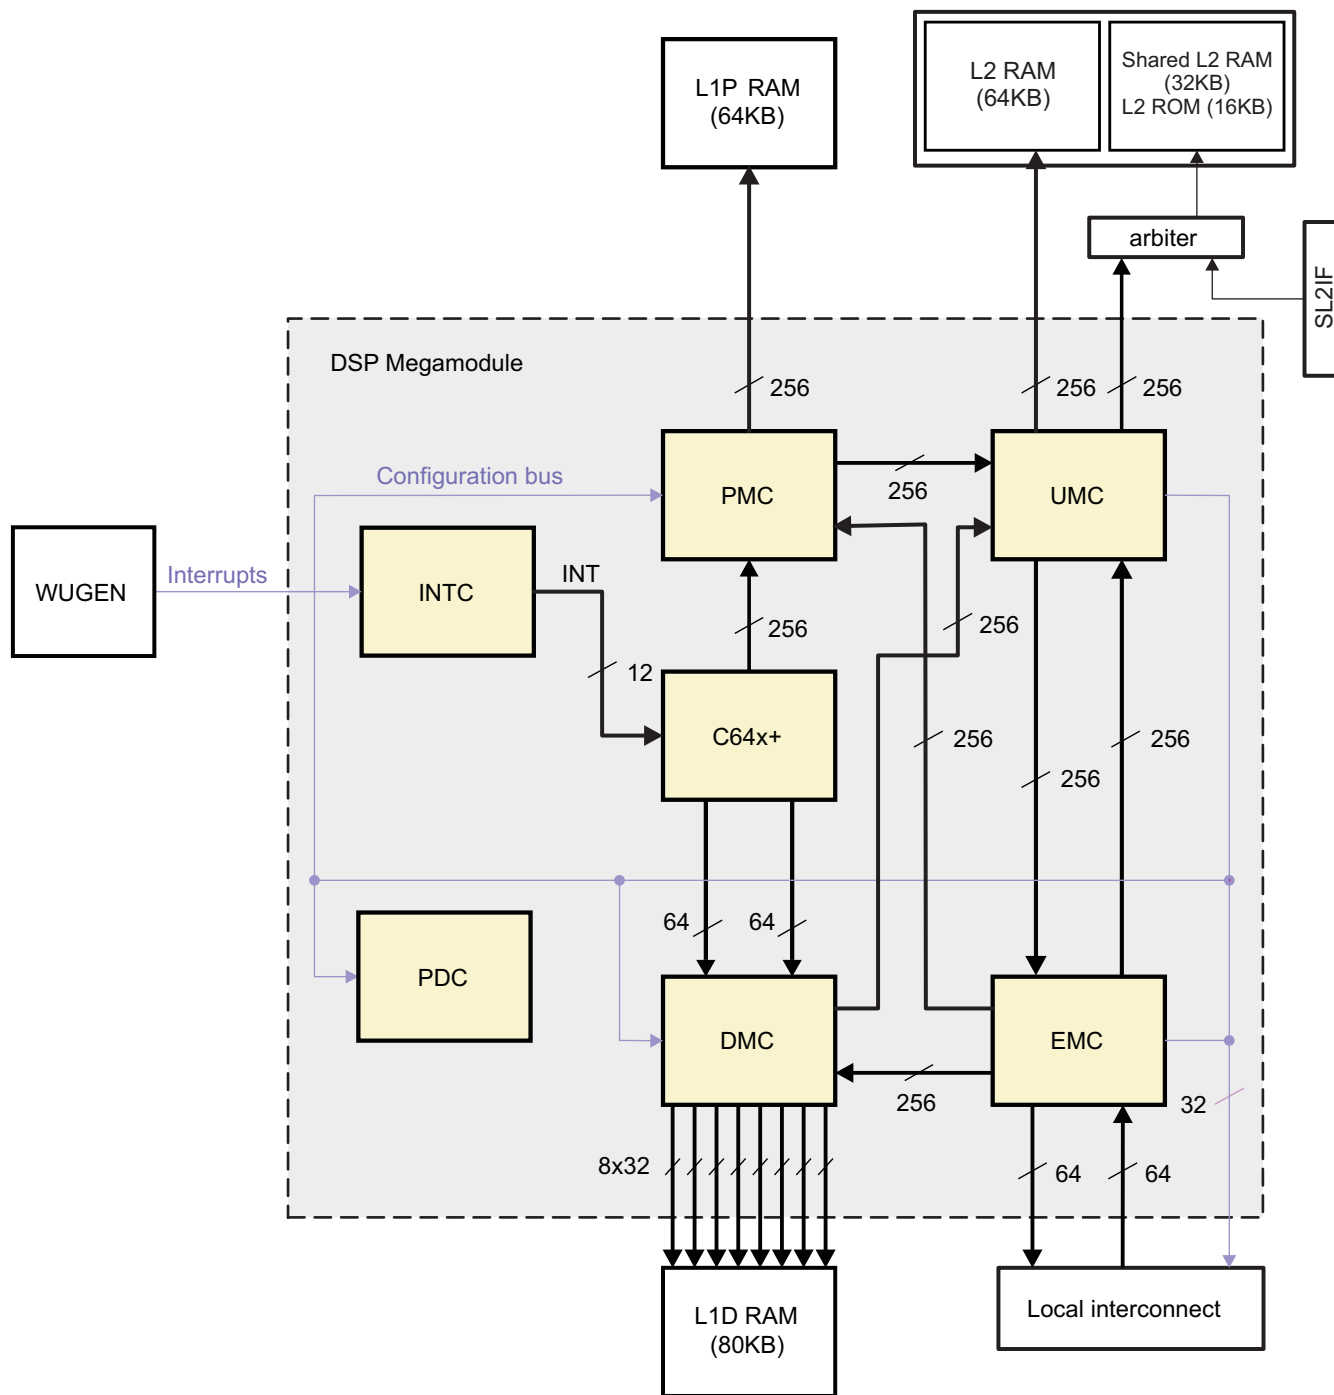 L1P RAM
(64KB)
L2 RAM
(64KB)
Shared L2 RAM
(32KB)
L2 ROM (16KB)
arbiter
SL2IF
DSP Megamodule
256
256
256
Configuration bus
PMC
256
UMC
WUGEN
Interrupts
INTC
INT
12
256
256
C64x+
256
256
256
64
64
PDC
DMC
256
EMC
32
8x32
64
64
L1D RAM
(80KB)
Local interconnect